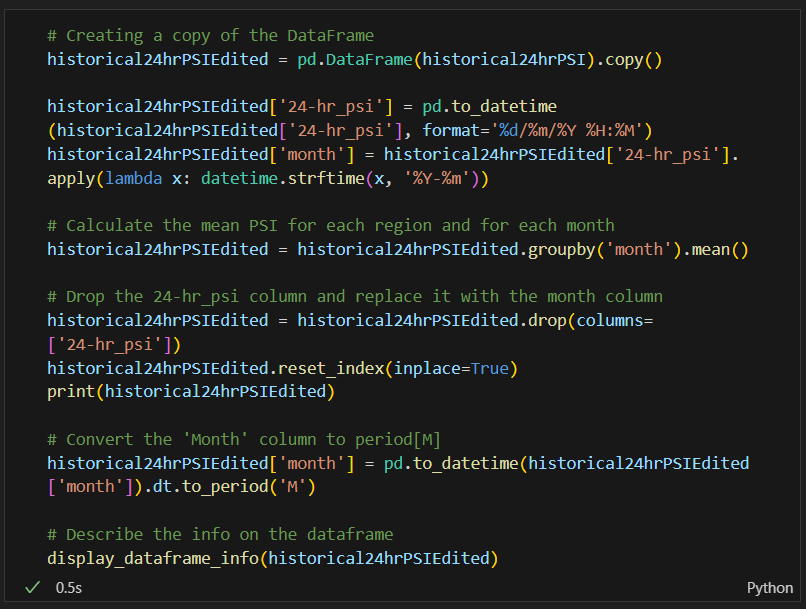 # Creating a copy of the DataFrame
historical24hrPSIEdited = pd.DataFrame(historical24hrPSI).copy()
historical24hrPSIEdited['24-hr_psi'] = pd.to_datetime
(historical24hrPSIEdited['24-hr_psi'], format='%d/%m/%Y %H:%M')
historical24hrPSIEdited['month'] = historical24hrPSIEdited['24-hr_psi'].
apply(lambda x: datetime.strftime(x, '%Y-%m'))
# Calculate the mean PSI for each region and for each month
historical24hrPSIEdited = historical24hrPSIEdited.groupby('month').mean()
# Drop the 24-hr_psi column and replace it with the month column
historical24hrPSIEdited = historical24hrPSIEdited.drop(columns=
['24-hr_psi'])
historical24hrPSIEdited.reset_index(inplace=True)
print(historical24hrPSIEdited)
# Convert the 'Month' column to period[M]
historical24hrPSIEdited['month'] = pd.to_datetime(historical24hrPSIEdited
['month']).dt.to_period('M')
# Describe the info on the dataframe
display_dataframe_info(historical24hrPSIEdited)
0.5s
Python